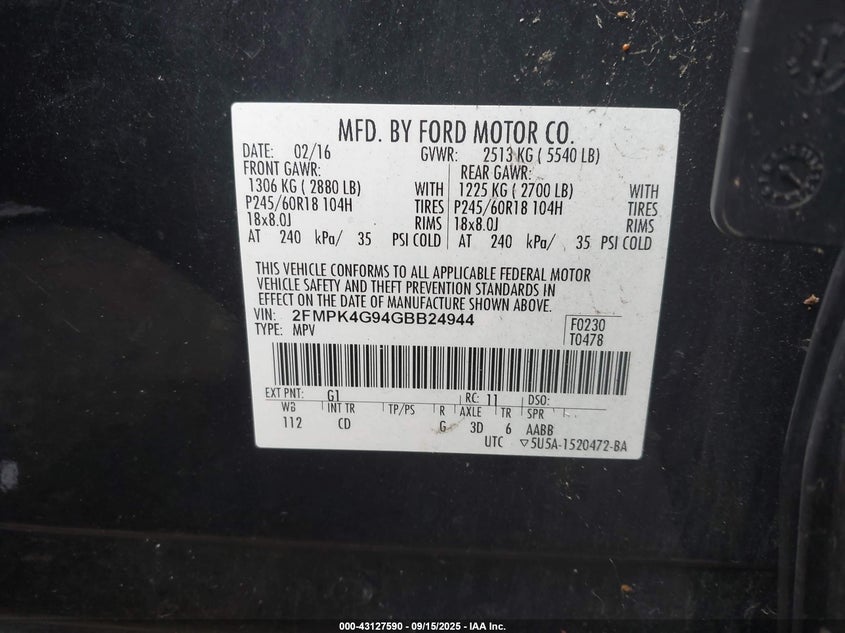 MFD. BY FORD MOTOR CO.
DATE: 02/16 GVWR: 2513 KG ( 5540 LB)
FRONT GAWR: REAR GAWR:
1306 KG ( 2880 LB) WITH 1225 KG ( 2700 LB) WITH
P245/60R18 104H TIRES P245/60R18 104H TIRES
18x8.0J RIMS 18x8.0J RIMS
AT 240 kPa/ 35 PSI COLD AT 240 kPa/ 35 PSI COLD
THIS VEHICLE CONFORMS TO ALL APPLICABLE FEDERAL MOTOR
VEHICLE SAFETY AND THEFT PREVENTION STANDARDS IN
EFFECT ON THE DATE OF MANUFACTURE SHOWN ABOVE.
VIN: 2FMPK4G94GBB24944 F0230
TYPE: MPV T0478
EXT PNT: G1 RC: 11 DSO:
WB INT TR TP/PS R AXLE TR SPR
112 CD G 3D 6 AABB
UTC ▽5U5A-1520472-BA
000-43127590 - 09/15/2025 - IAA Inc.